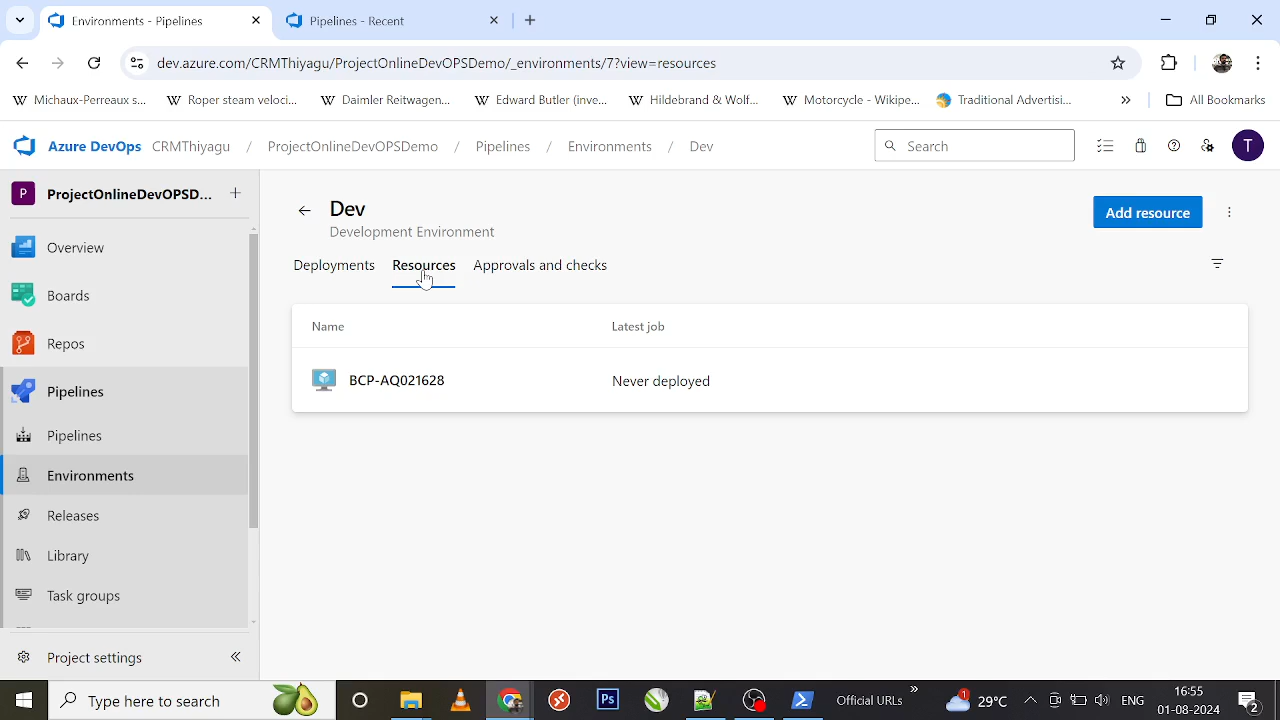 Environments - Pipelines
Pipelines - Recent
dev.azure.com/CRMThiyagu/ProjectOnlineDevOPSDemo/_environments/7?view=resources
Michaux-Perreaux s... Roper steam veloci... Daimler Reitwagen... Edward Butler (inve... Hildebrand & Wolf... Motorcycle - Wikipe... Traditional Advertisi... » All Bookmarks
Azure DevOps CRMThiyagu / ProjectOnlineDevOPSDemo / Pipelines / Environments / Dev
Search
T
P ProjectOnlineDevOPSD... +
Overview
Boards
Repos
Pipelines
Pipelines
Environments
Releases
Library
Task groups
Project settings
Dev
Development Environment
Add resource
Deployments Resources Approvals and checks
Name Latest job
BCP-AQ021628 Never deployed
Type here to search
Ps
Official URLs »
1
29°C
ENG
16:55
01-08-2024
2